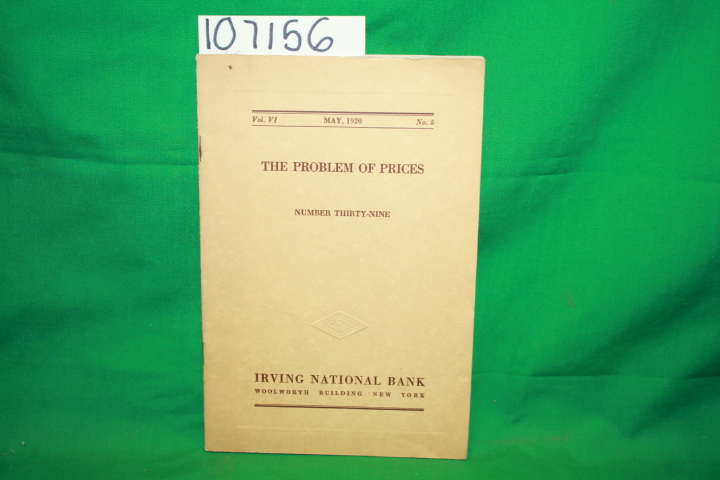 107156
Vol. VI MAY, 1920 No. 5
THE PROBLEM OF PRICES
NUMBER THIRTY-NINE
IRVING NATIONAL BANK
WOOLWORTH BUILDING NEW YORK